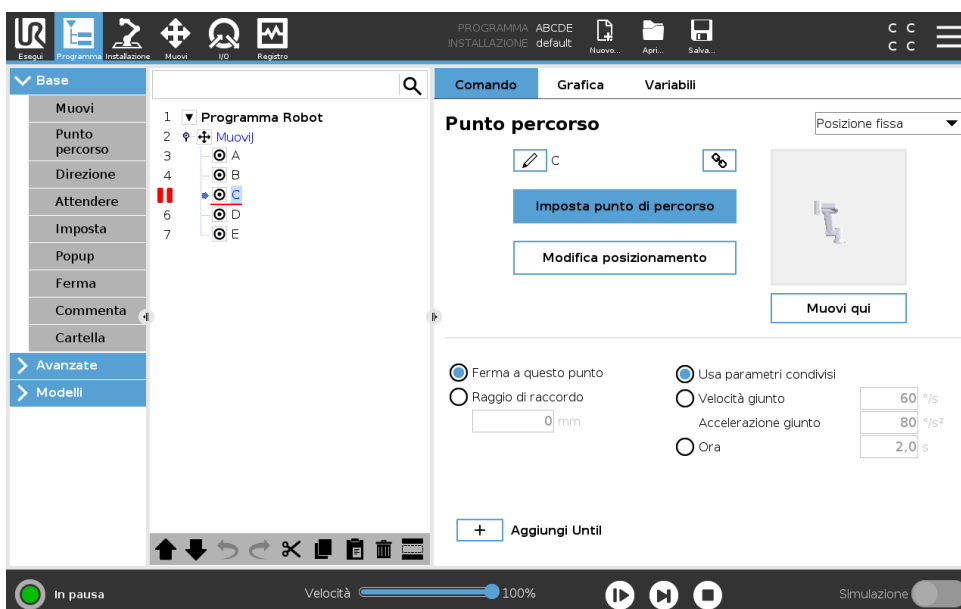 UR
PROGRAMMA ABCDE
INSTALLAZIONE default
Esegui Programma Installazione Muovi I/O Registro
Nuovo... Apri... Salva...
C C
C C
Base
Muovi
Punto
percorso
Direzione
Attendere
Imposta
Popup
Ferma
Commenta
Cartella
Avanzate
Modelli
1 Programma Robot
2 MuoviJ
3 A
4 B
C
6 D
7 E
Comando Grafica Variabili
Punto percorso
Posizione fissa
C
Imposta punto di percorso
Modifica posizionamento
Muovi qui
Ferma a questo punto
Raggio di raccordo
0 mm
Usa parametri condivisi
Velocità giunto 60 °/s
Accelerazione giunto 80 °/s²
Ora 2,0 s
+ Aggiungi Until
In pausa
Velocità 100%
Simulazione